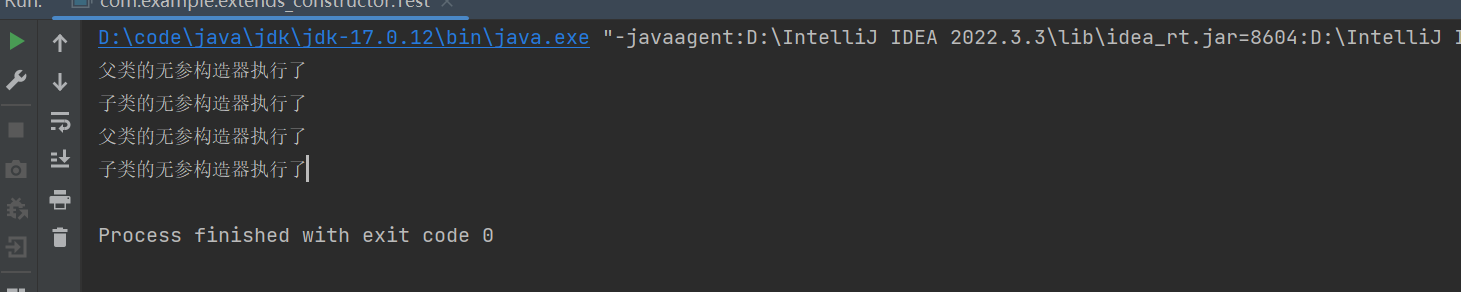 Run: com.example.extends_constructor.Test
D:\code\java\jdk\jdk-17.0.12\bin\java.exe "-javaagent:D:\IntelliJ IDEA 2022.3.3\lib\idea_rt.jar=8604:D:\IntelliJ
父类的无参构造器执行了
子类的无参构造器执行了
父类的无参构造器执行了
子类的无参构造器执行了
Process finished with exit code 0